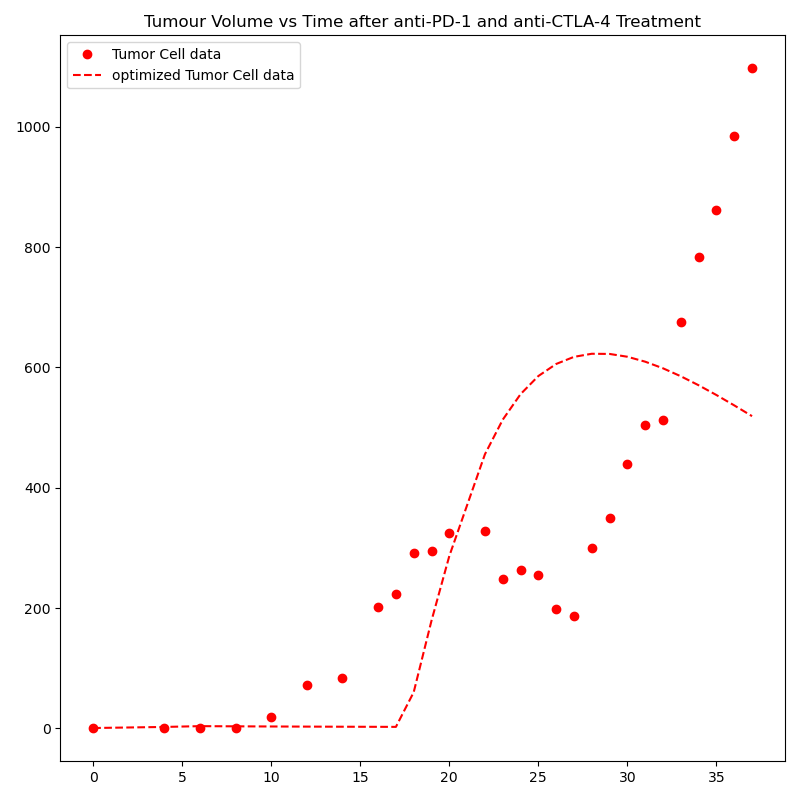 Tumour Volume vs Time after anti-PD-1 and anti-CTLA-4 Treatment
Tumor Cell data
optimized Tumor Cell data
1000
800
600
400
200
0
0 5 10 15 20 25 30 35